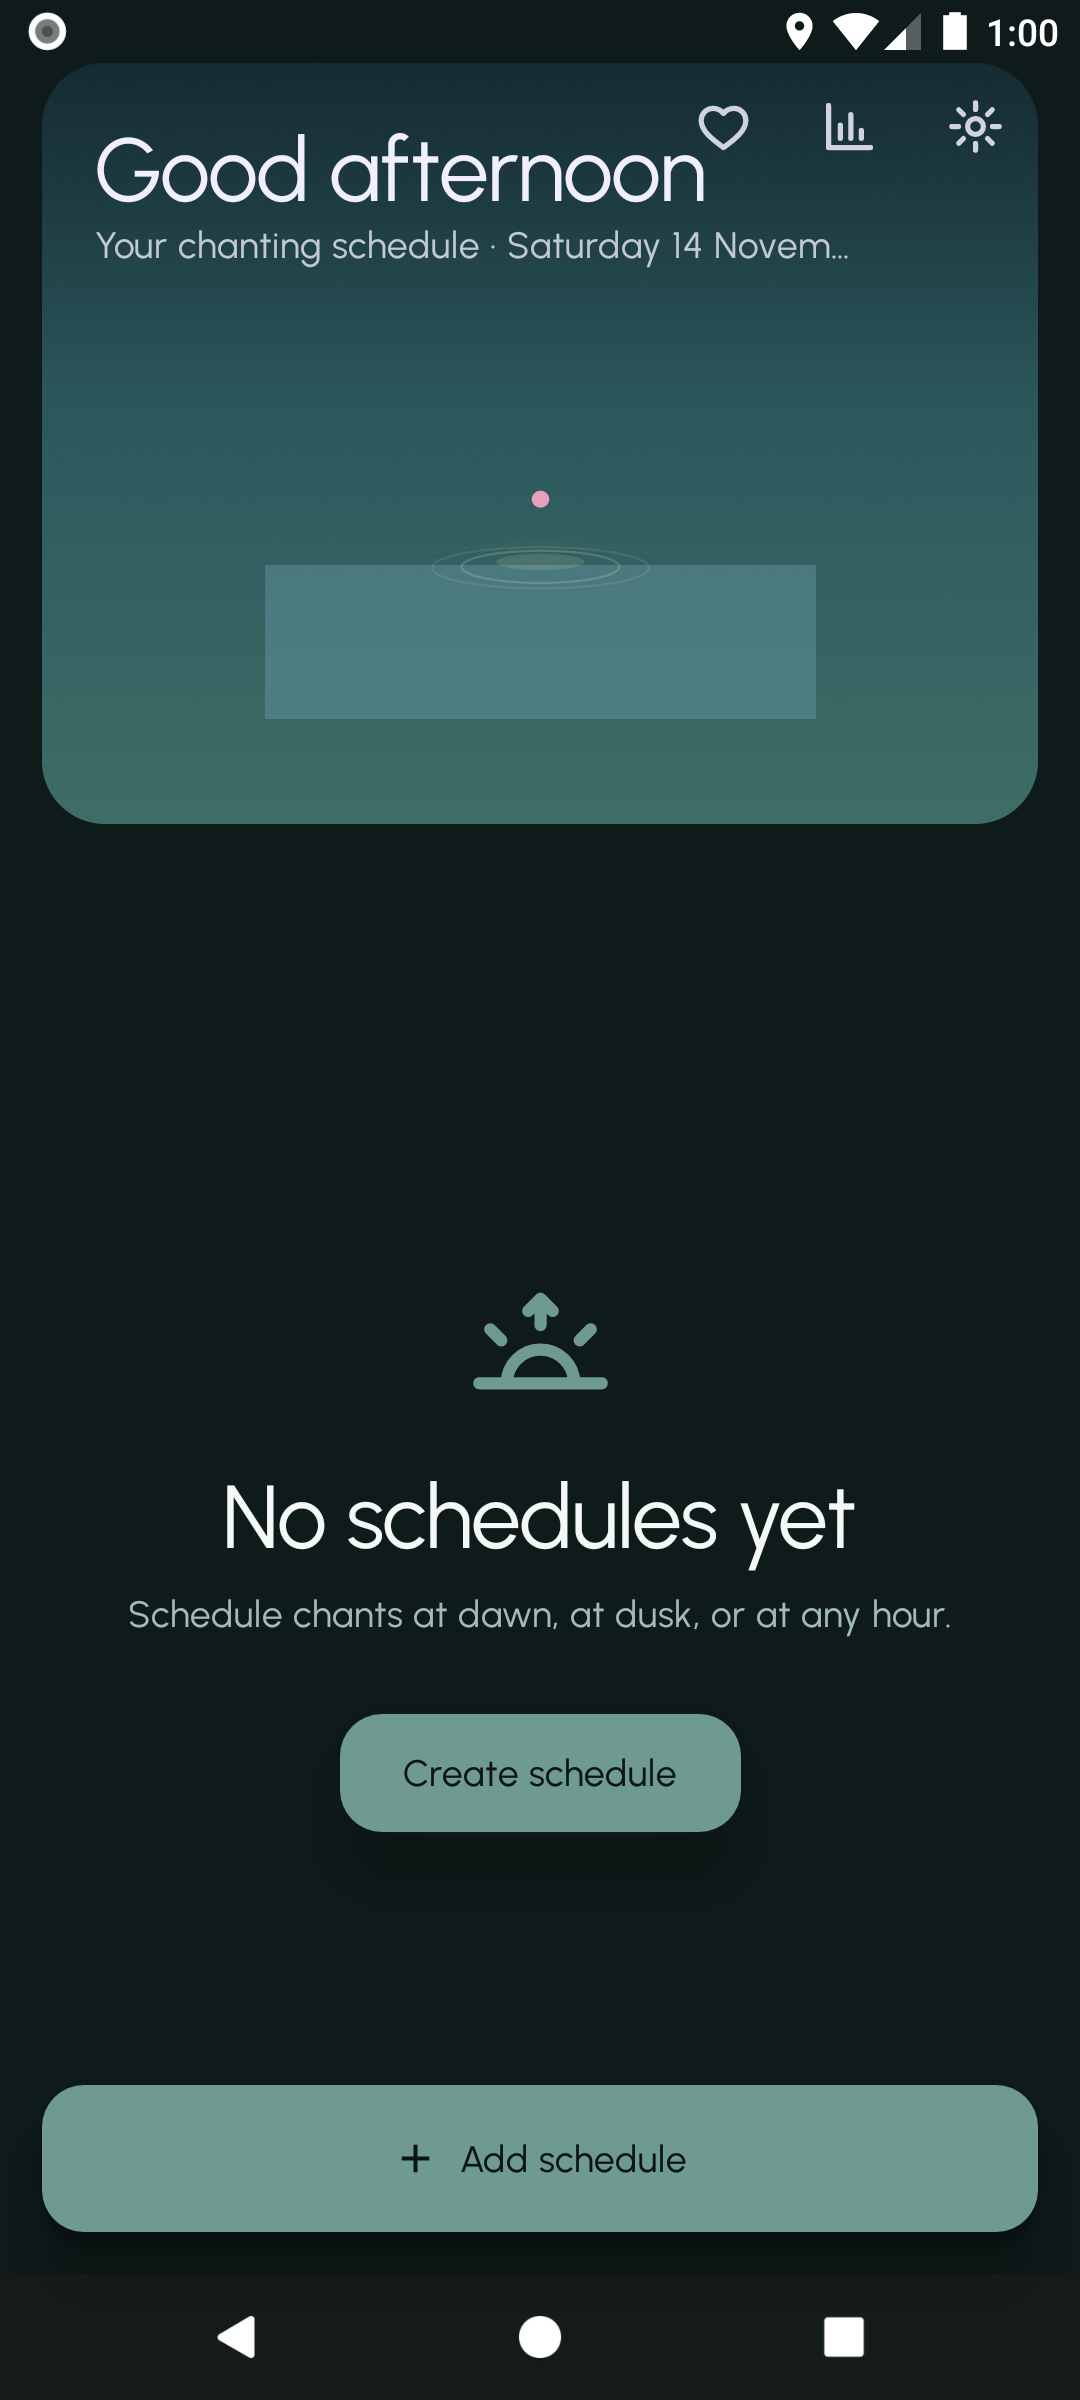 1:00
Good afternoon
Your chanting schedule · Saturday 14 Novem...
No schedules yet
Schedule chants at dawn, at dusk, or at any hour.
Create schedule
+ Add schedule